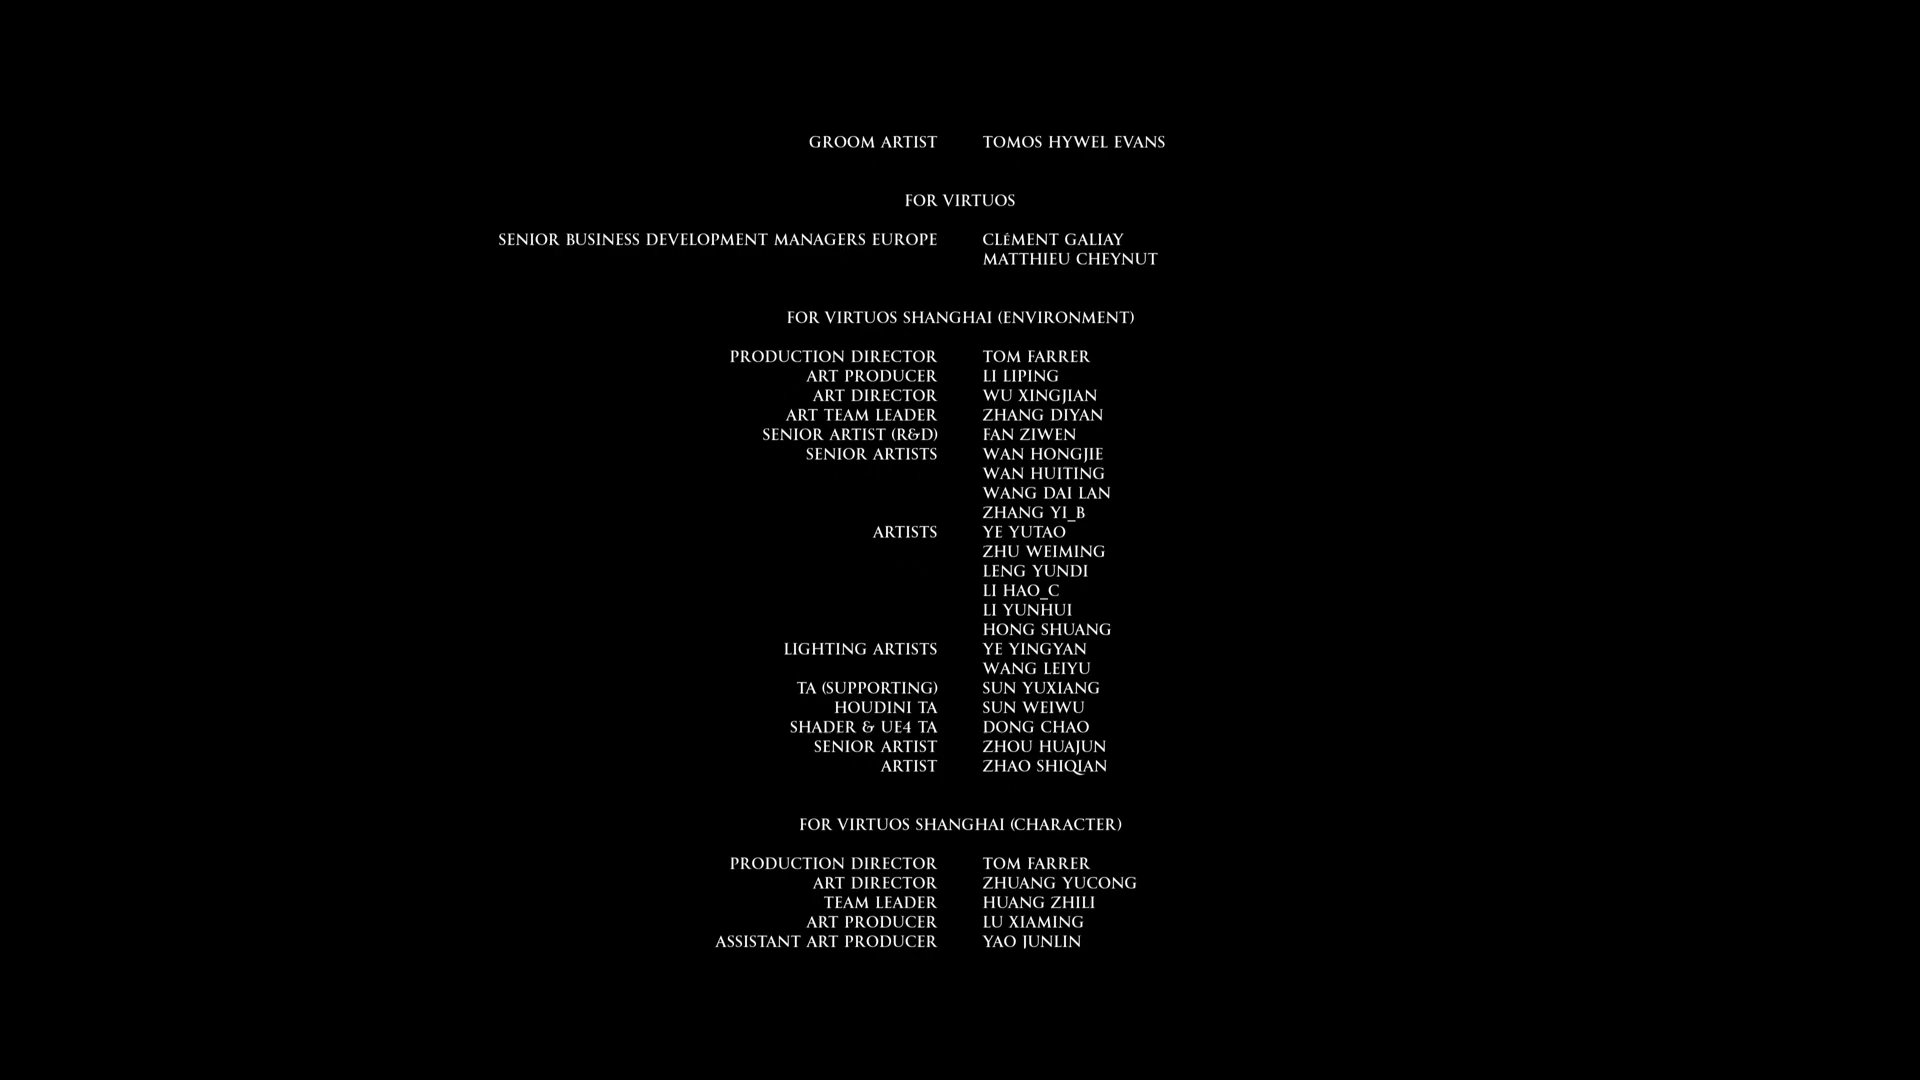 GROOM ARTIST TOMOS HYWEL EVANS
FOR VIRTUOS
SENIOR BUSINESS DEVELOPMENT MANAGERS EUROPE CLÉMENT GALIAY
MATTHIEU CHEYNUT
FOR VIRTUOS SHANGHAI (ENVIRONMENT)
PRODUCTION DIRECTOR TOM FARRER
ART PRODUCER LI LIPING
ART DIRECTOR WU XINGJIAN
ART TEAM LEADER ZHANG DIYAN
SENIOR ARTIST (R&D) FAN ZIWEN
SENIOR ARTISTS WAN HONGJIE
WAN HUITING
WANG DAI LAN
ZHANG YI_B
ARTISTS YE YUTAO
ZHU WEIMING
LENG YUNDI
LI HAO_C
LI YUNHUI
HONG SHUANG
LIGHTING ARTISTS YE YINGYAN
WANG LEIYU
TA (SUPPORTING) SUN YUXIANG
HOUDINI TA SUN WEIWU
SHADER & UE4 TA DONG CHAO
SENIOR ARTIST ZHOU HUAJUN
ARTIST ZHAO SHIQIAN
FOR VIRTUOS SHANGHAI (CHARACTER)
PRODUCTION DIRECTOR TOM FARRER
ART DIRECTOR ZHUANG YUCONG
TEAM LEADER HUANG ZHILI
ART PRODUCER LU XIAMING
ASSISTANT ART PRODUCER YAO JUNLIN